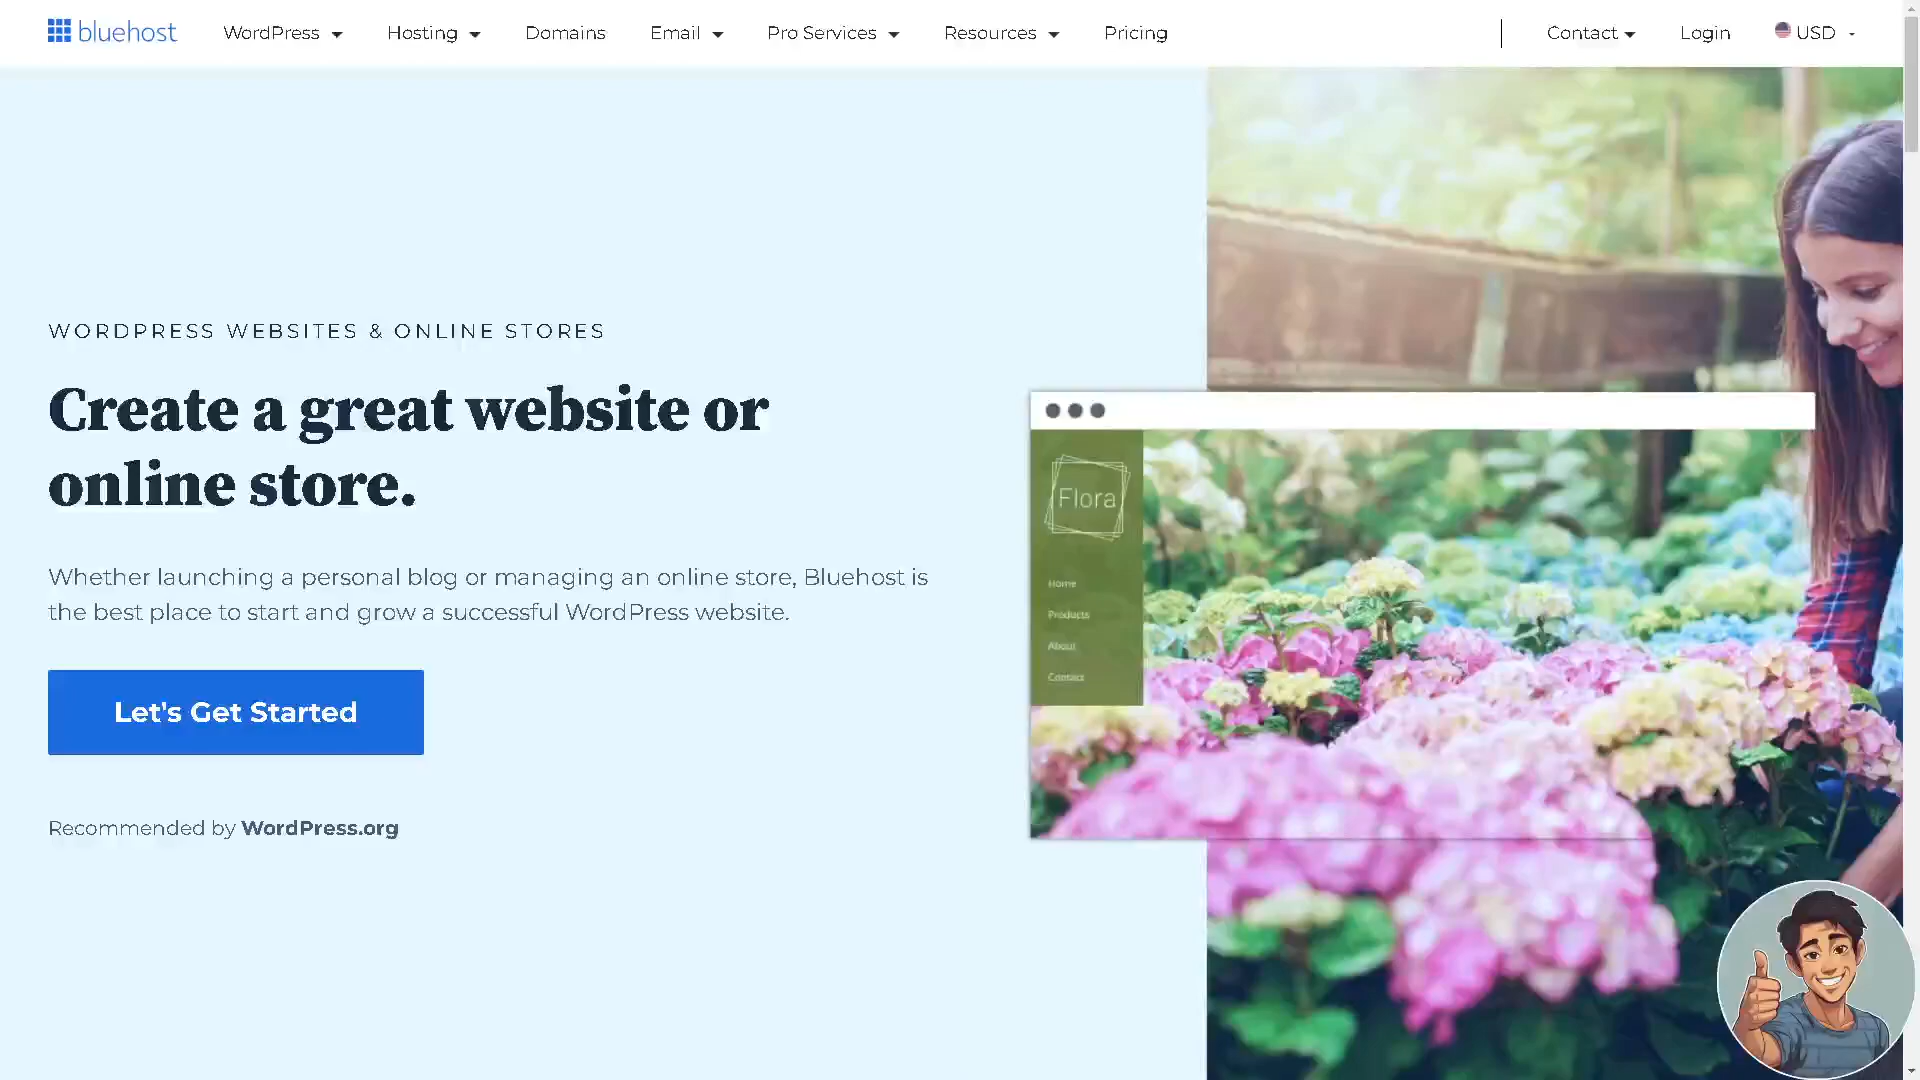 bluehost
WordPress
Hosting
Domains
Email
Pro Services
Resources
Pricing
Contact
Login
USD
WORDPRESS WEBSITES & ONLINE STORES
Create a great website or
online store.
Whether launching a personal blog or managing an online store, Bluehost is
the best place to start and grow a successful WordPress website.
Let's Get Started
Recommended by WordPress.org
Flora
Home
Products
About
Contact